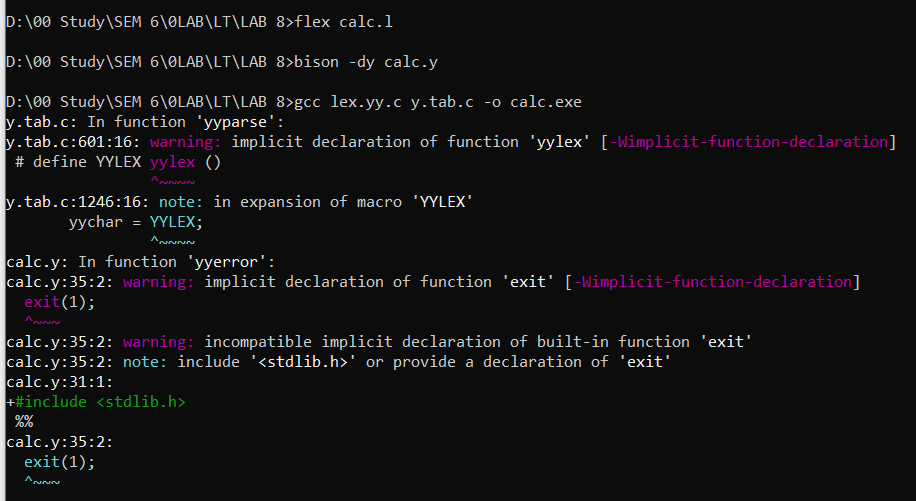 D:\00 Study\SEM 6\0LAB\LT\LAB 8>flex calc.l
D:\00 Study\SEM 6\0LAB\LT\LAB 8>bison -dy calc.y
D:\00 Study\SEM 6\0LAB\LT\LAB 8>gcc lex.yy.c y.tab.c -o calc.exe
y.tab.c: In function 'yyparse':
y.tab.c:601:16: warning: implicit declaration of function 'yylex' [-Wimplicit-function-declaration]
 # define YYLEX yylex ()
                ^~~~~
y.tab.c:1246:16: note: in expansion of macro 'YYLEX'
       yychar = YYLEX;
                ^~~~~
calc.y: In function 'yyerror':
calc.y:35:2: warning: implicit declaration of function 'exit' [-Wimplicit-function-declaration]
  exit(1);
  ^~~~
calc.y:35:2: warning: incompatible implicit declaration of built-in function 'exit'
calc.y:35:2: note: include '<stdlib.h>' or provide a declaration of 'exit'
calc.y:31:1:
+#include <stdlib.h>
 %%
calc.y:35:2:
  exit(1);
  ^~~~